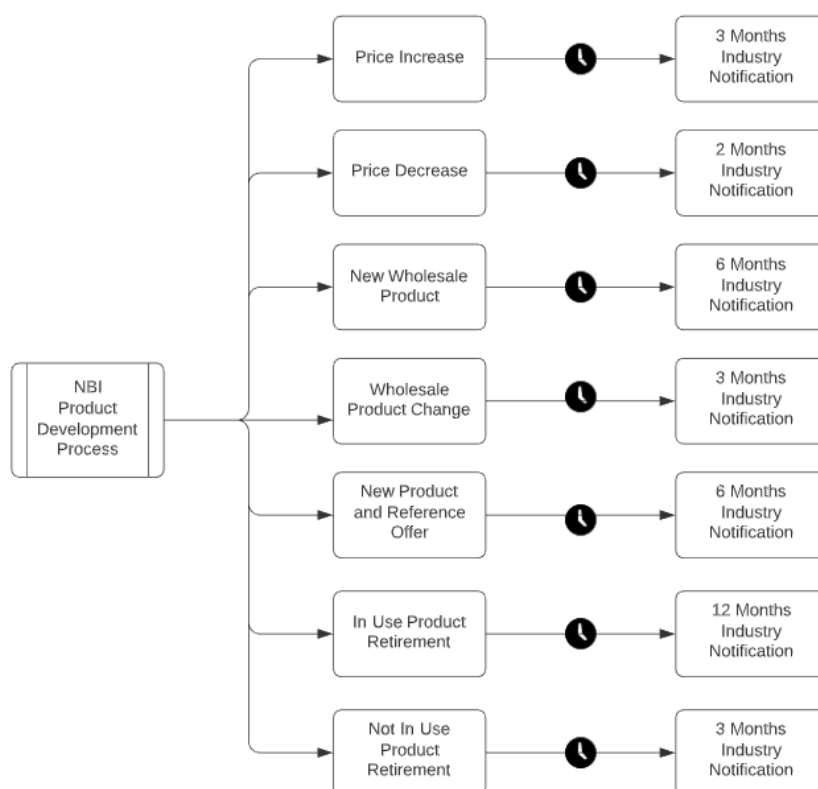 Price Increase
3 Months
Industry
Notification
Price Decrease
2 Months
Industry
Notification
New Wholesale
Product
6 Months
Industry
Notification
NBI
Product
Development
Process
Wholesale
Product Change
3 Months
Industry
Notification
New Product
and Reference
Offer
6 Months
Industry
Notification
In Use Product
Retirement
12 Months
Industry
Notification
Not In Use
Product
Retirement
3 Months
Industry
Notification